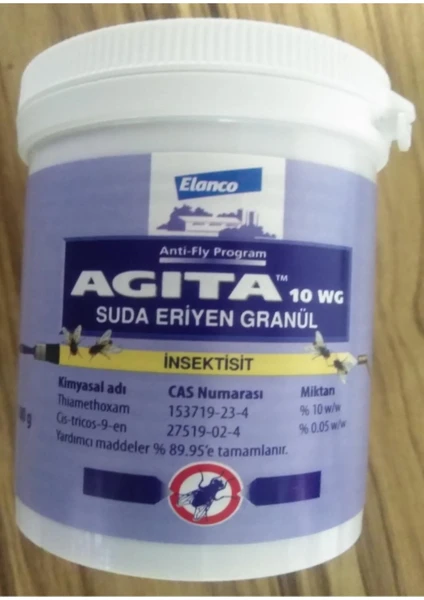 Elanco
Anti-Fly Program
AGITA™ 10 WG
SUDA ERİYEN GRANÜL
İNSEKTİSİT
Kimyasal adı CAS Numarası Miktarı
Thiamethoxam 153719-23-4 % 10 w/w
Cis-tricos-9-en 27519-02-4 % 0.05 w/w
Yardımcı maddeler % 89.95'e tamamlanır.